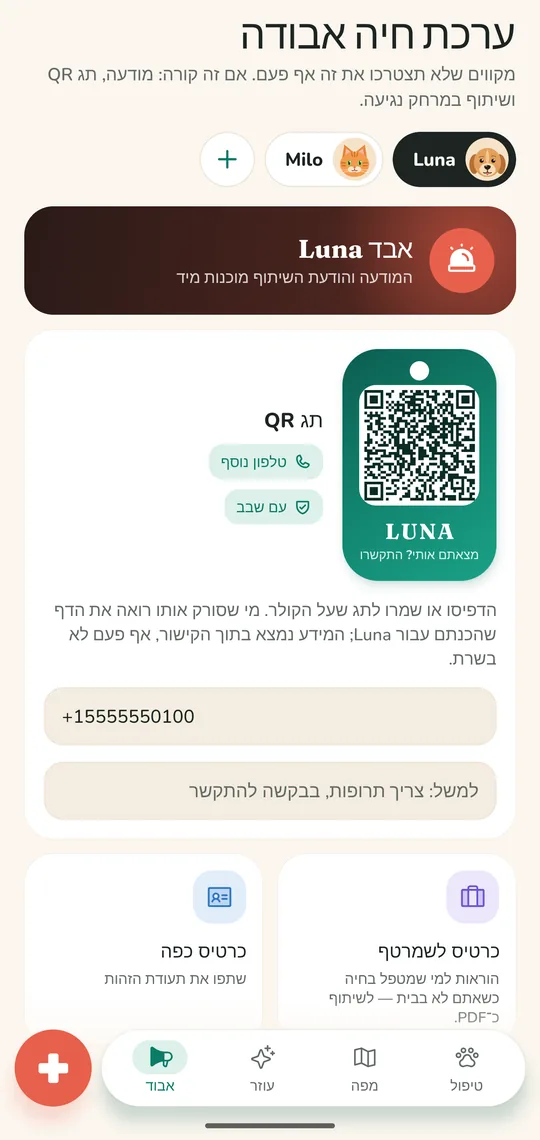 ערכת חיה אבודה
מקווים שלא תצטרכו את זה אף פעם. אם זה קורה: מודעה, תג QR
ושיתוף במרחק נגיעה.
Luna
Milo
אבד Luna
המודעה והודעת השיתוף מוכנות מיד
תג QR
טלפון נוסף
עם שבב
LUNA
מצאתם אותי? התקשרו
הדפיסו או שמרו לתג שעל הקולר. מי שסורק אותו רואה את הדף
שהכנתם עבור Luna; המידע נמצא בתוך הקישור, אף פעם לא
בשרת.
+15555550100
למשל: צריך תרופות, בבקשה להתקשר
כרטיס לשמרטף
הוראות למי שמטפל בחיה
כשאתם לא בבית — לשיתוף
כ־PDF.
כרטיס כפה
שתפו את תעודת הזהות
טיפול
מפה
עוזר
אבוד